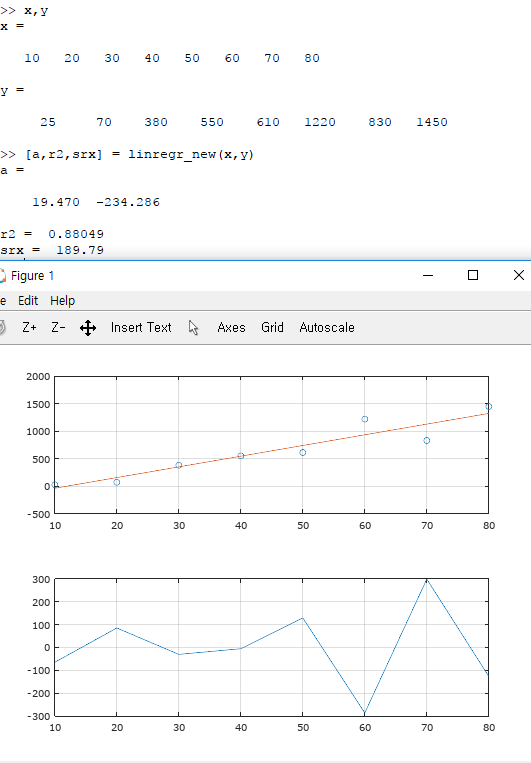 >> x,y
x =
10 20 30 40 50 60 70 80
y =
25 70 380 550 610 1220 830 1450
>> [a,r2,srx] = linregr_new(x,y)
a =
19.470 -234.286
r2 = 0.88049
srx = 189.79
Figure 1
e Edit Help
Z+ Z- Insert Text Axes Grid Autoscale
2000
1500
1000
500
0
-500
10 20 30 40 50 60 70 80
300
200
100
0
-100
-200
-300
10 20 30 40 50 60 70 80